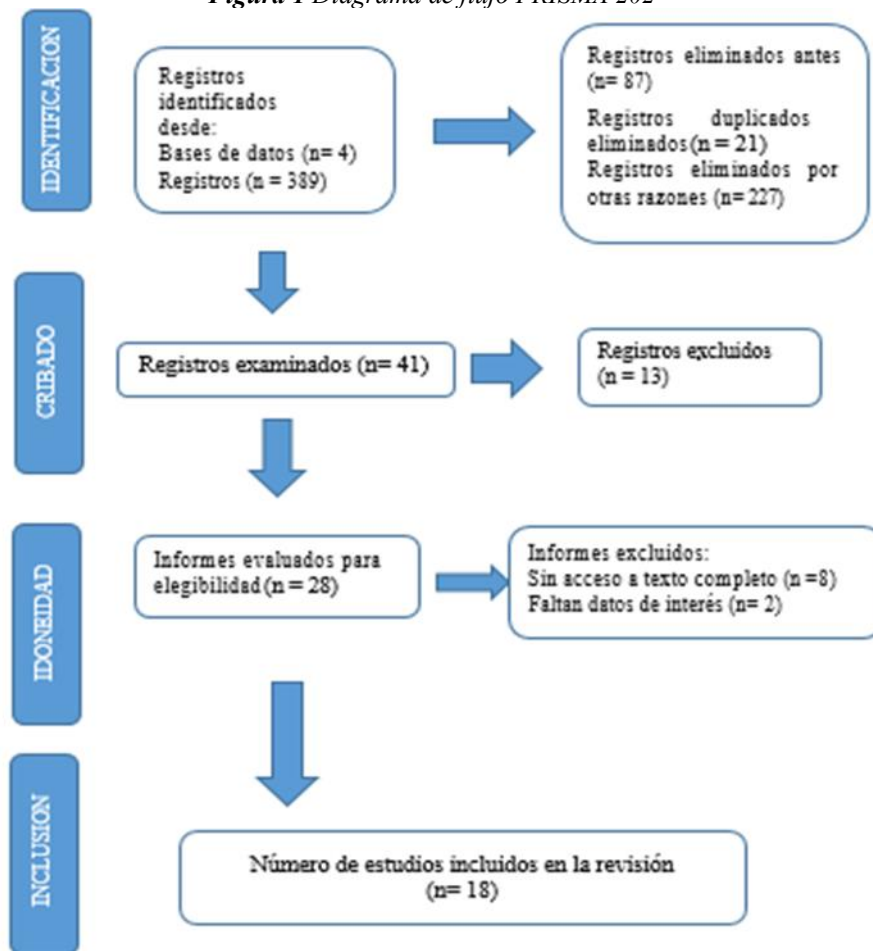 Figura 1 Diagrama de flujo PRISMA 202
IDENTIFICACION
Registros
identificados
desde:
Bases de datos (n= 4)
Registros (n = 389)
Registros eliminados antes
(n= 87)
Registros duplicados
eliminados (n = 21)
Registros eliminados por
otras razones (n= 227)
CRIBADO
Registros examinados (n= 41)
Registros excluidos
(n = 13)
IDONEIDAD
Informes evaluados para
elegibilidad (n = 28)
Informes excluidos:
Sin acceso a texto completo (n =8)
Faltan datos de interés (n= 2)
INCLUSION
Número de estudios incluidos en la revisión
(n= 18)